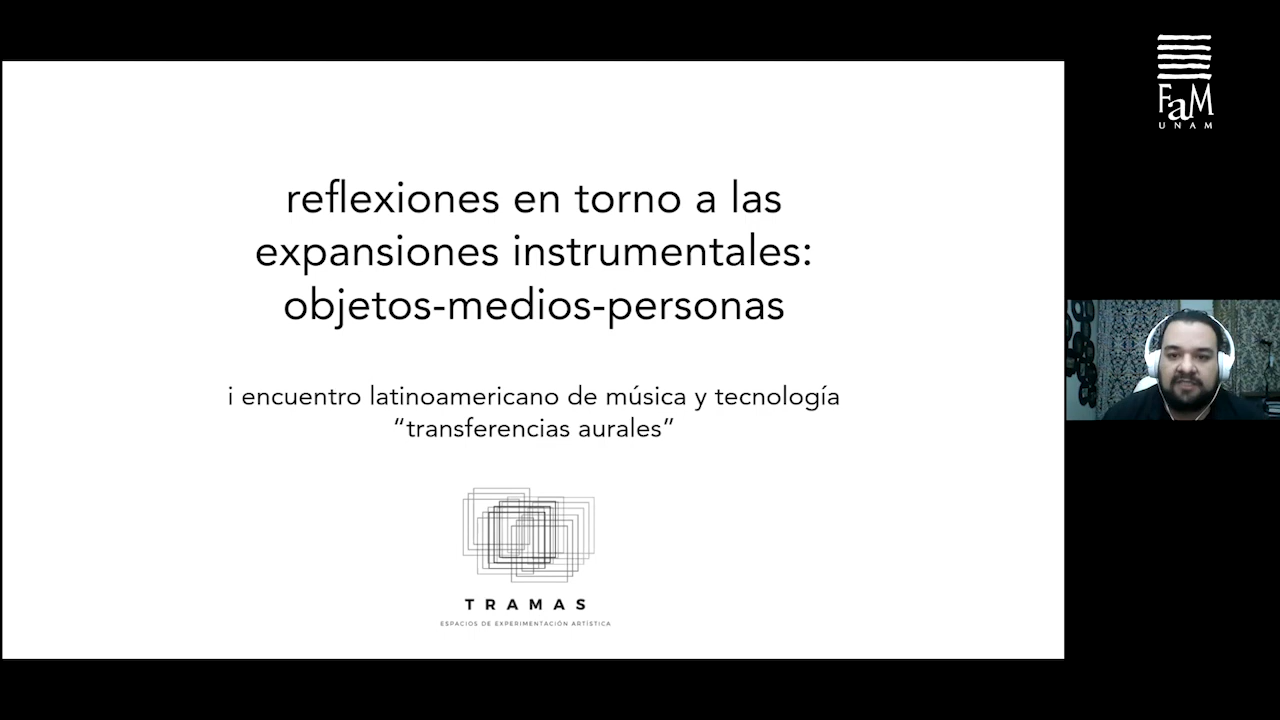 reflexiones en torno a las
expansiones instrumentales:
objetos-medios-personas
i encuentro latinoamericano de música y tecnología
“transferencias aurales”
TRAMAS
ESPACIOS DE EXPERIMENTACIÓN ARTÍSTICA
FaM
UNAM